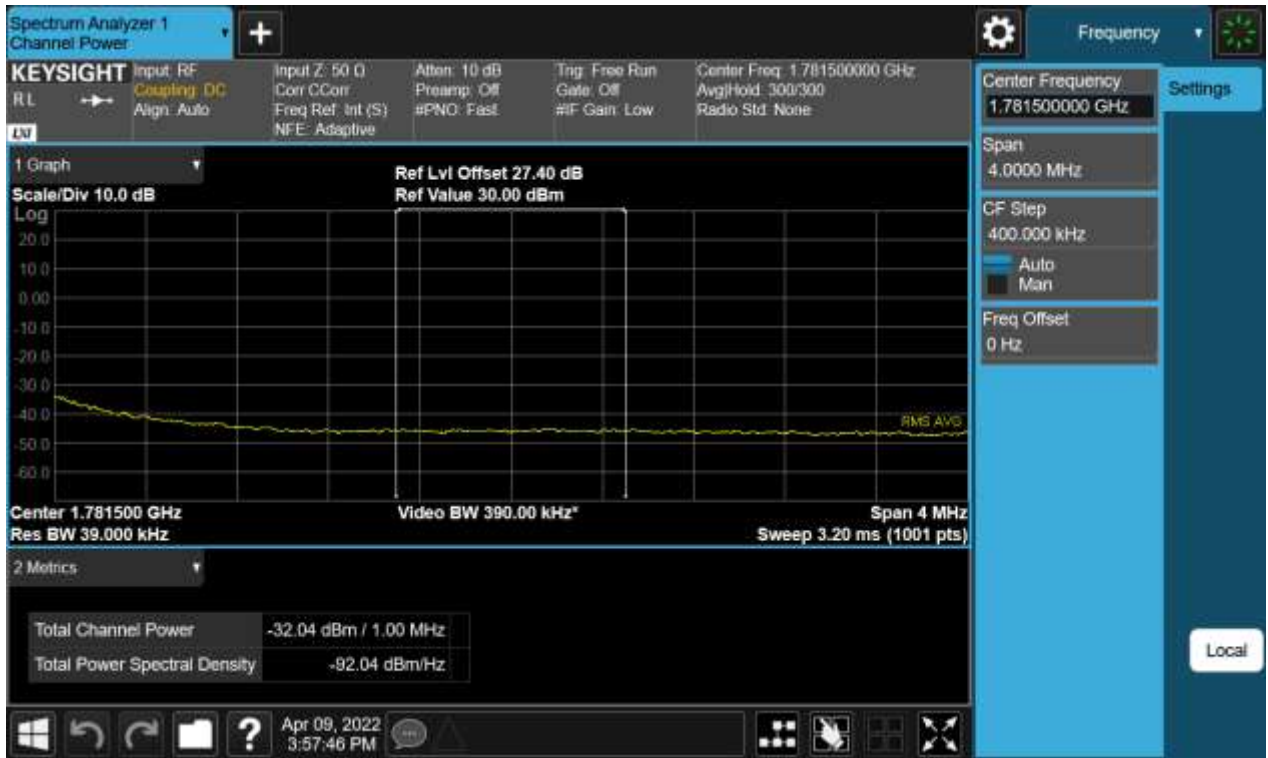 Spectrum Analyzer 1
Channel Power
+
Frequency
KEYSIGHT
RL
LXI
Input: RF
Coupling: DC
Align: Auto
Input Z: 50 Ω
Corr CCorr
Freq Ref: Int (S)
NFE: Adaptive
Atten: 10 dB
Preamp: Off
#PNO: Fast
Trig: Free Run
Gate: Off
#IF Gain: Low
Center Freq: 1.781500000 GHz
Avg|Hold: 300/300
Radio Std: None
Center Frequency
1.781500000 GHz
Settings
Span
4.0000 MHz
CF Step
400.000 kHz
Auto
Man
Freq Offset
0 Hz
Local
1 Graph
Scale/Div 10.0 dB
Ref Lvl Offset 27.40 dB
Ref Value 30.00 dBm
Log
20.0
10.0
0.00
-10.0
-20.0
-30.0
-40.0
-50.0
-60.0
RMS AVG
Center 1.781500 GHz
Res BW 39.000 kHz
Video BW 390.00 kHz*
Span 4 MHz
Sweep 3.20 ms (1001 pts)
2 Metrics
Total Channel Power -32.04 dBm / 1.00 MHz
Total Power Spectral Density -92.04 dBm/Hz
?
Apr 09, 2022
3:57:46 PM